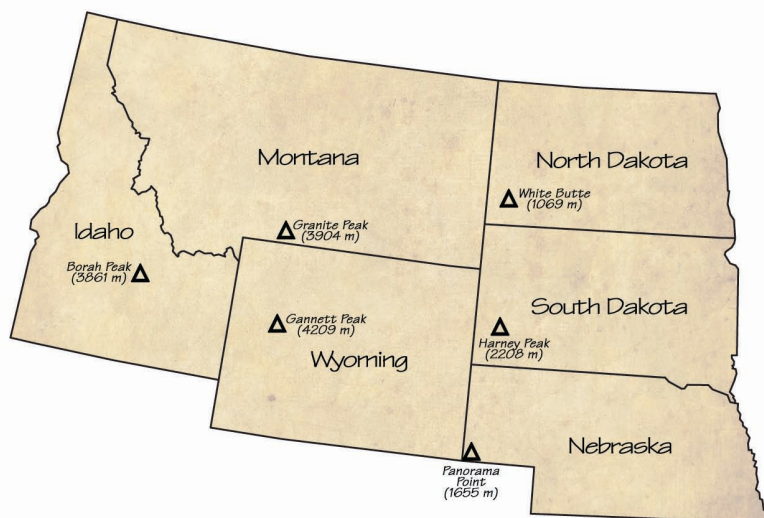 Montana
North Dakota
White Butte
(1069 m)
Idaho
Granite Peak
(3904 m)
Borah Peak
(3861 m)
Gannett Peak
(4209 m)
Wyoming
South Dakota
Harney Peak
(2208 m)
Nebraska
Panorama
Point
(1655 m)